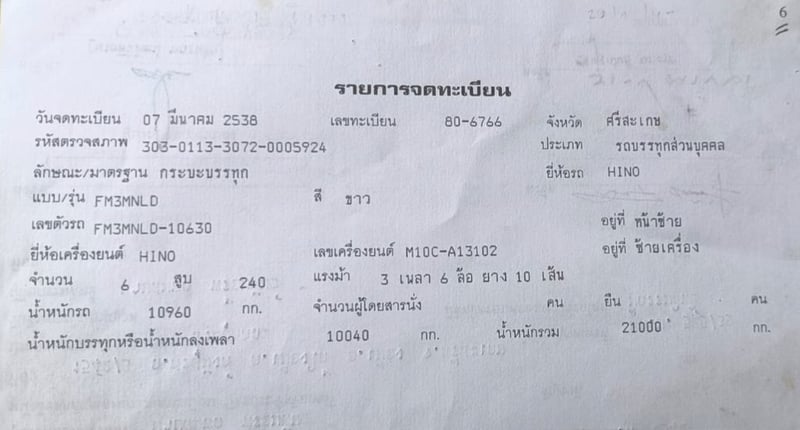 6
รายการจดทะเบียน
วันจดทะเบียน 07 มีนาคม 2538 เลขทะเบียน 80-6766 จังหวัด ศรีสะเกษ
รหัสตรวจสภาพ 303-0113-3072-0005924 ประเภท รถบรรทุกส่วนบุคคล
ลักษณะ/มาตรฐาน กระบะบรรทุก ยี่ห้อรถ HINO
แบบ/รุ่น FM3MNLD สี ขาว
เลขตัวรถ FM3MNLD-10630 อยู่ที่ หน้าซ้าย
ยี่ห้อเครื่องยนต์ HINO เลขเครื่องยนต์ M10C-A13102 อยู่ที่ ซ้ายเครื่อง
จำนวน 6 สูบ 240 แรงม้า 3 เพลา 6 ล้อ ยาง 10 เส้น
น้ำหนักรถ 10960 กก. จำนวนผู้โดยสารนั่ง คน ยืน คน
น้ำหนักบรรทุกหรือน้ำหนักลงเพลา 10040 กก. น้ำหนักรวม 21000 กก.